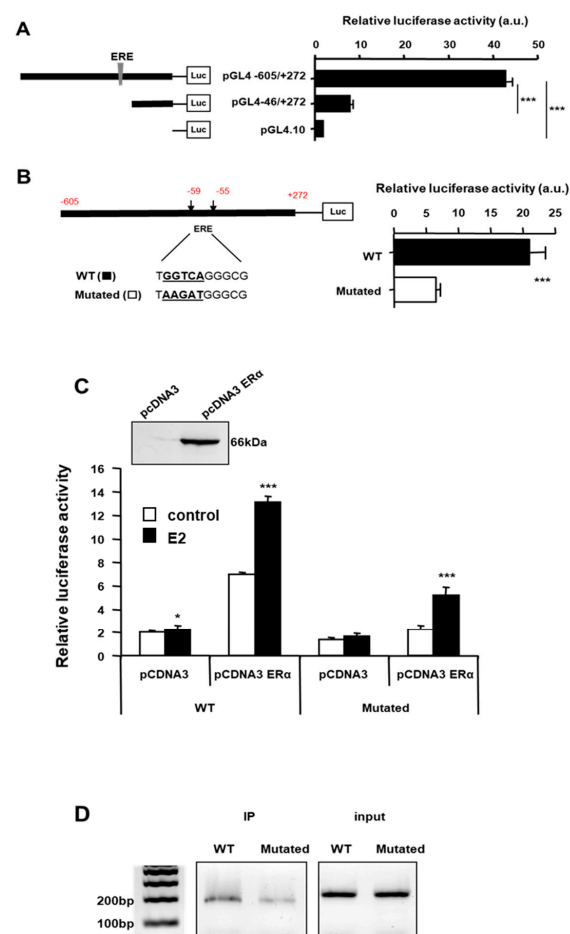 A
Relative luciferase activity (a.u.)
0 10 20 30 40 50
ERE
Luc pGL4 -605/+272
Luc pGL4-46/+272
Luc pGL4.10
***
***
B
-605 -59 -55 +272
Luc
ERE
WT (■) TGGTCAGGGCG
Mutated (□) TAAGATGGGCG
Relative luciferase activity (a.u.)
0 5 10 15 20 25
WT
Mutated
***
C
pcDNA3 pcDNA3 ERα
66kDa
Relative luciferase activity
16
14
12
10
8
6
4
2
0
control
E2
*
***
***
pCDNA3 pCDNA3 ERα pCDNA3 pCDNA3 ERα
WT Mutated
D
IP input
WT Mutated WT Mutated
200bp
100bp